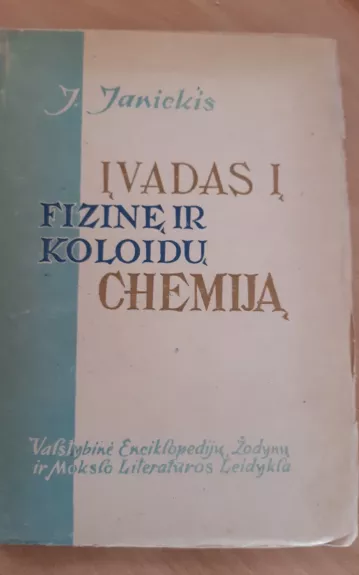 J. Janickis
ĮVADAS Į
FIZINĘ IR
KOLOIDŲ
CHEMIJĄ
Valstybinė Enciklopedijų, Žodynų
ir Mokslo Literatūros Leidykla